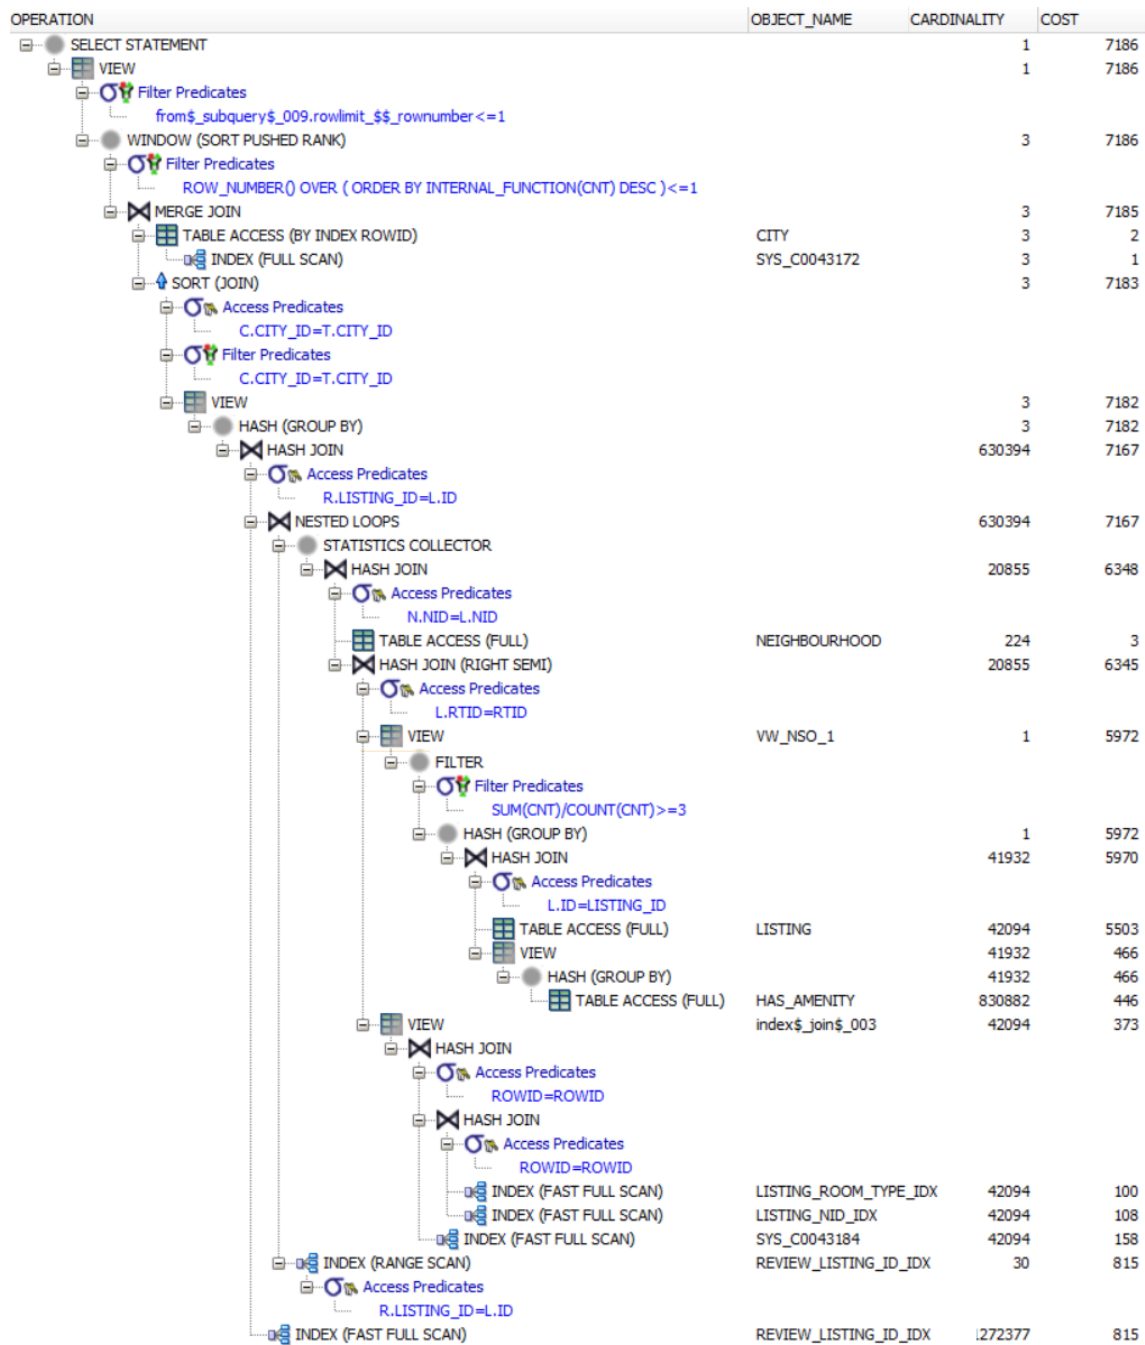 OPERATION OBJECT_NAME CARDINALITY COST
SELECT STATEMENT 1 7186
VIEW 1 7186
Filter Predicates
from$_subquery$_009.rowlimit_$$_rownumber<=1
WINDOW (SORT PUSHED RANK) 3 7186
Filter Predicates
ROW_NUMBER() OVER ( ORDER BY INTERNAL_FUNCTION(CNT) DESC )<=1
MERGE JOIN 3 7185
TABLE ACCESS (BY INDEX ROWID) CITY 3 2
INDEX (FULL SCAN) SYS_C0043172 3 1
SORT (JOIN) 3 7183
Access Predicates
C.CITY_ID=T.CITY_ID
Filter Predicates
C.CITY_ID=T.CITY_ID
VIEW 3 7182
HASH (GROUP BY) 3 7182
HASH JOIN 630394 7167
Access Predicates
R.LISTING_ID=L.ID
NESTED LOOPS 630394 7167
STATISTICS COLLECTOR
HASH JOIN 20855 6348
Access Predicates
N.NID=L.NID
TABLE ACCESS (FULL) NEIGHBOURHOOD 224 3
HASH JOIN (RIGHT SEMI) 20855 6345
Access Predicates
L.RTID=RTID
VIEW VW_NSO_1 1 5972
FILTER
Filter Predicates
SUM(CNT)/COUNT(CNT)>=3
HASH (GROUP BY) 1 5972
HASH JOIN 41932 5970
Access Predicates
L.ID=LISTING_ID
TABLE ACCESS (FULL) LISTING 42094 5503
VIEW 41932 466
HASH (GROUP BY) 41932 466
TABLE ACCESS (FULL) HAS_AMENITY 830882 446
VIEW index$_join$_003 42094 373
HASH JOIN
Access Predicates
ROWID=ROWID
HASH JOIN
Access Predicates
ROWID=ROWID
INDEX (FAST FULL SCAN) LISTING_ROOM_TYPE_IDX 42094 100
INDEX (FAST FULL SCAN) LISTING_NID_IDX 42094 108
INDEX (FAST FULL SCAN) SYS_C0043184 42094 158
INDEX (RANGE SCAN) REVIEW_LISTING_ID_IDX 30 815
Access Predicates
R.LISTING_ID=L.ID
INDEX (FAST FULL SCAN) REVIEW_LISTING_ID_IDX 1272377 815